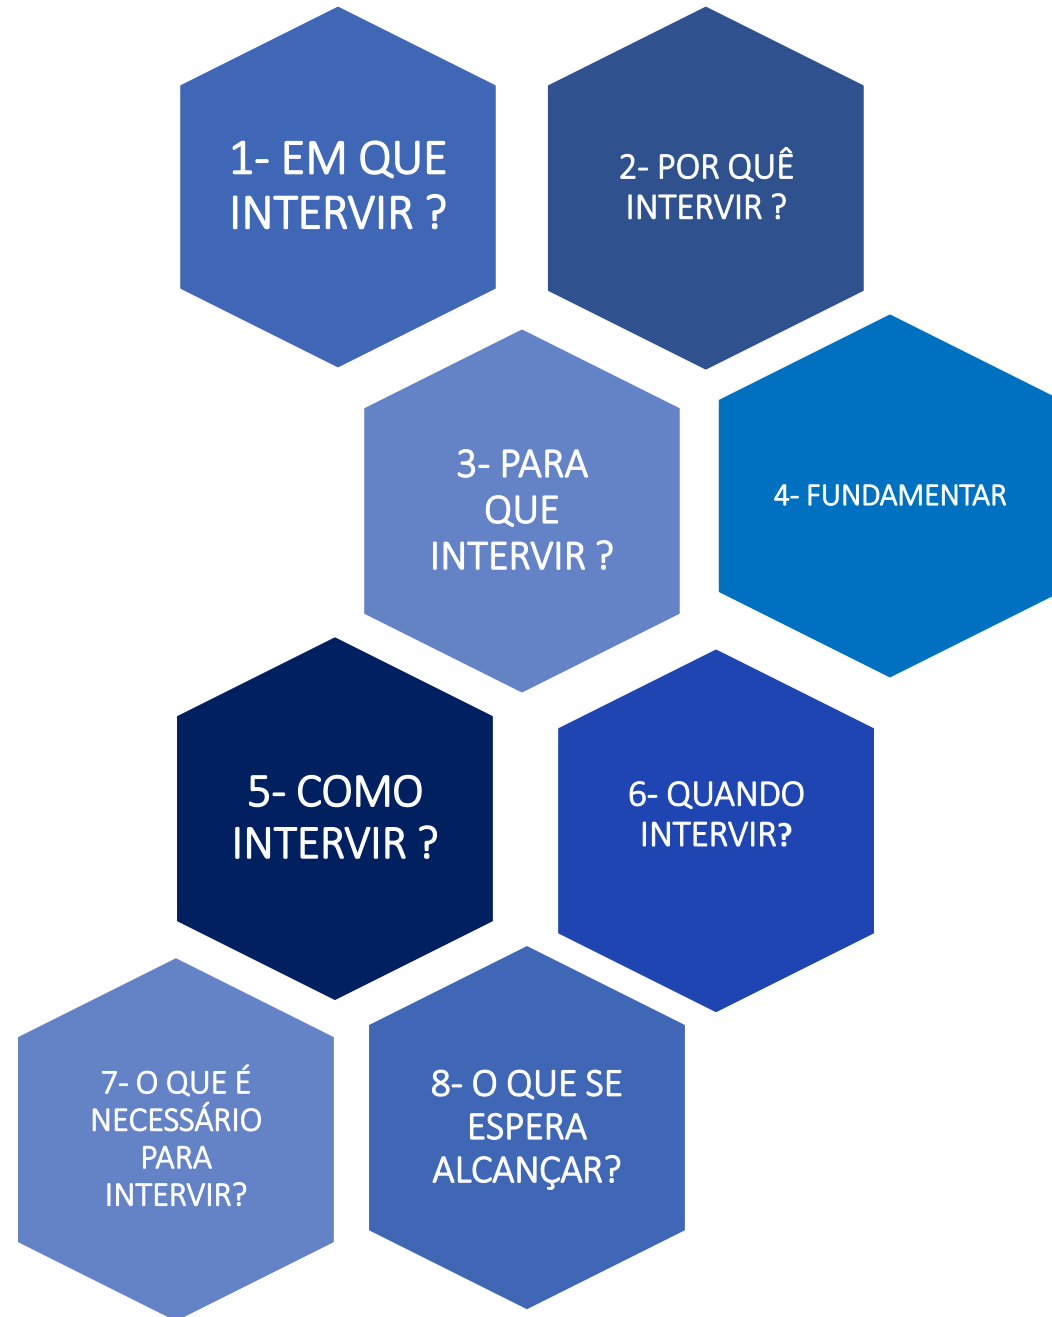 1- EM QUE
INTERVIR ?
2- POR QUÊ
INTERVIR ?
3- PARA
QUE
INTERVIR ?
4- FUNDAMENTAR
5- COMO
INTERVIR ?
6- QUANDO
INTERVIR?
7- O QUE É
NECESSÁRIO
PARA
INTERVIR?
8- O QUE SE
ESPERA
ALCANÇAR?